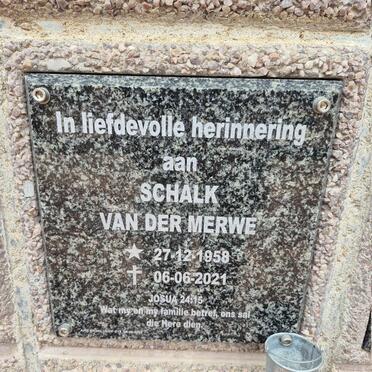 In liefdevolle herinnering
aan
SCHALK
VAN DER MERWE
★ 27-12-1958
✝ 06-06-2021
JOSUA 24:15
Wat my en my familie betref, ons sal
die Here dien.